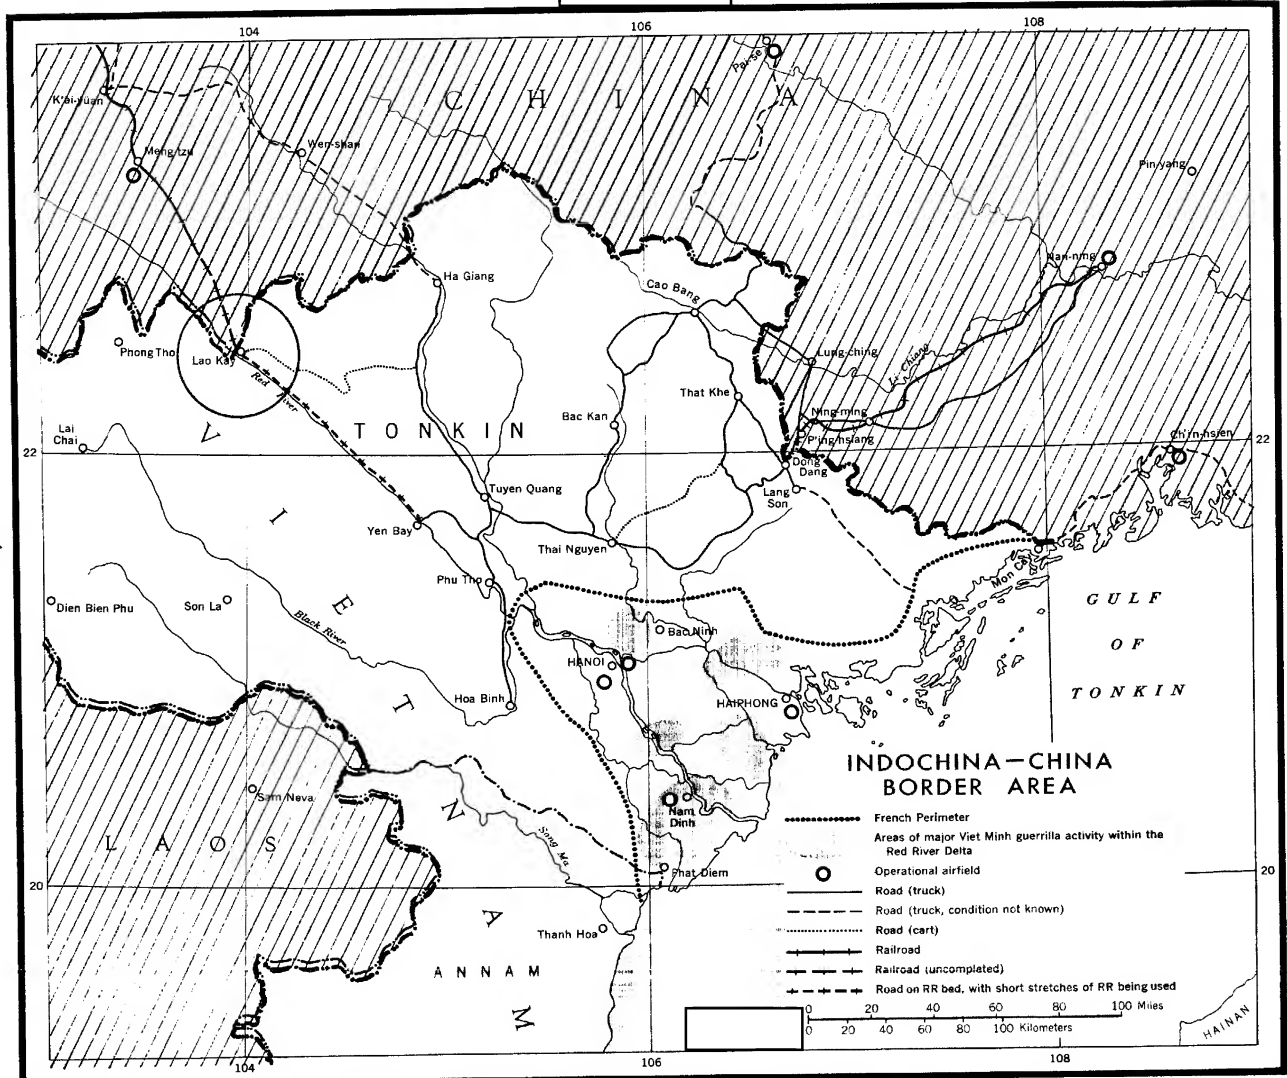 104
106
108
CHINA
K'ai-yüan
Pai-se
Meng-tzu
Wen-shan
Pin-yang
Nan-ning
Ha Giang
Cao Bang
Phong Tho
Lao Kay
Lung-ching
Li Chiang
Red River
That Khe
Bac Kan
Ning-ming
P'ing-hsiang
Lai
Chai
VIETNAM
TONKIN
Ch'in-hsien
22
22
Dong
Dang
Lang
Son
Tuyen Quang
Yen Bay
Thai Nguyen
Mon Cay
Phu Tho
Dien Bien Phu
Son La
Black River
Bac Ninh
GULF
OF
TONKIN
HANOI
Hoa Binh
HAIPHONG
Sam Neva
LAOS
Nam
Dinh
Song Ma
Phat Diem
20
20
Thanh Hoa
ANNAM
INDOCHINA—CHINA
BORDER AREA
French Perimeter
Areas of major Viet Minh guerrilla activity within the
Red River Delta
Operational airfield
Road (truck)
Road (truck, condition not known)
Road (cart)
Railroad
Railroad (uncomplated)
Road on RR bed, with short stretches of RR being used
0 20 40 60 80 100 Miles
0 20 40 60 80 100 Kilometers
HAINAN
104
106
108